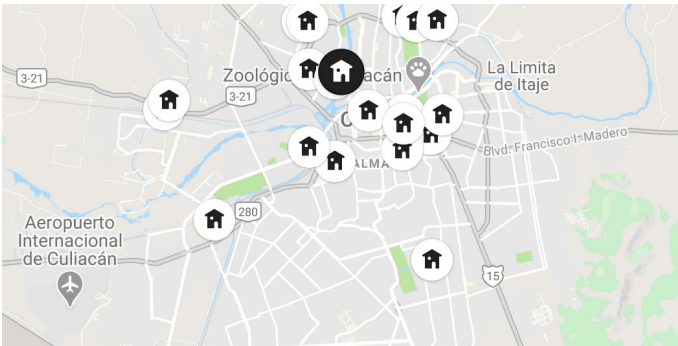 3-21
Zoológic
acán
La Limita
de Itaje
3-21
C
Blvd. Francisco I. Madero
ALMA
280
Aeropuerto
Internacional
de Culiacán
15